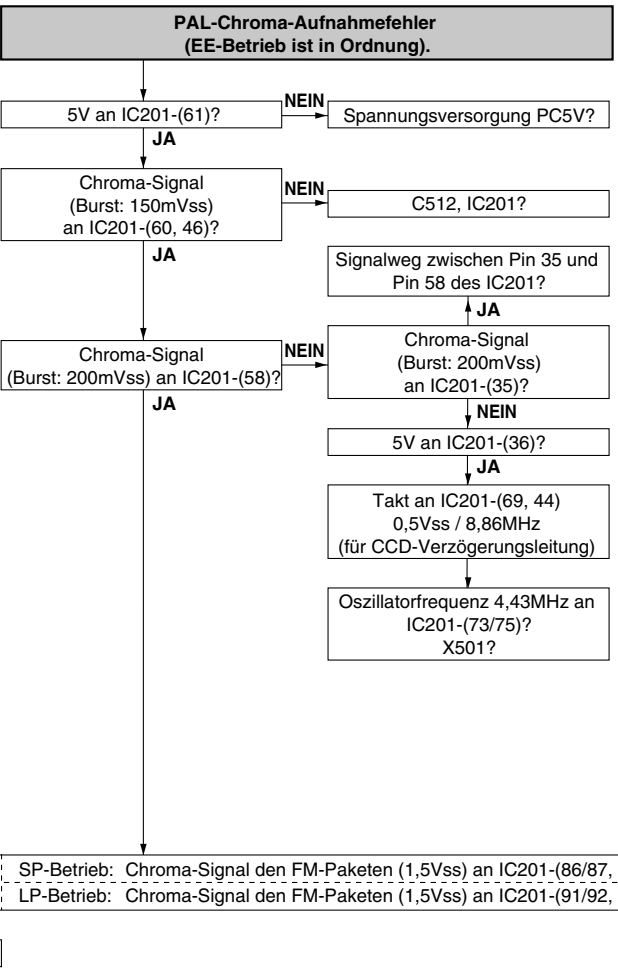 PAL-Chroma-Aufnahmefehler
(EE-Betrieb ist in Ordnung).
5V an IC201-(61)?
NEIN
Spannungsversorgung PC5V?
JA
Chroma-Signal
(Burst: 150mVss)
an IC201-(60, 46)?
NEIN
C512, IC201?
JA
Signalweg zwischen Pin 35 und
Pin 58 des IC201?
JA
Chroma-Signal
(Burst: 200mVss) an IC201-(58)?
NEIN
Chroma-Signal
(Burst: 200mVss)
an IC201-(35)?
JA
NEIN
5V an IC201-(36)?
JA
Takt an IC201-(69, 44)
0,5Vss / 8,86MHz
(für CCD-Verzögerungsleitung)
Oszillatorfrequenz 4,43MHz an
IC201-(73/75)?
X501?
SP-Betrieb: Chroma-Signal den FM-Paketen (1,5Vss) an IC201-(86/87,
LP-Betrieb: Chroma-Signal den FM-Paketen (1,5Vss) an IC201-(91/92,